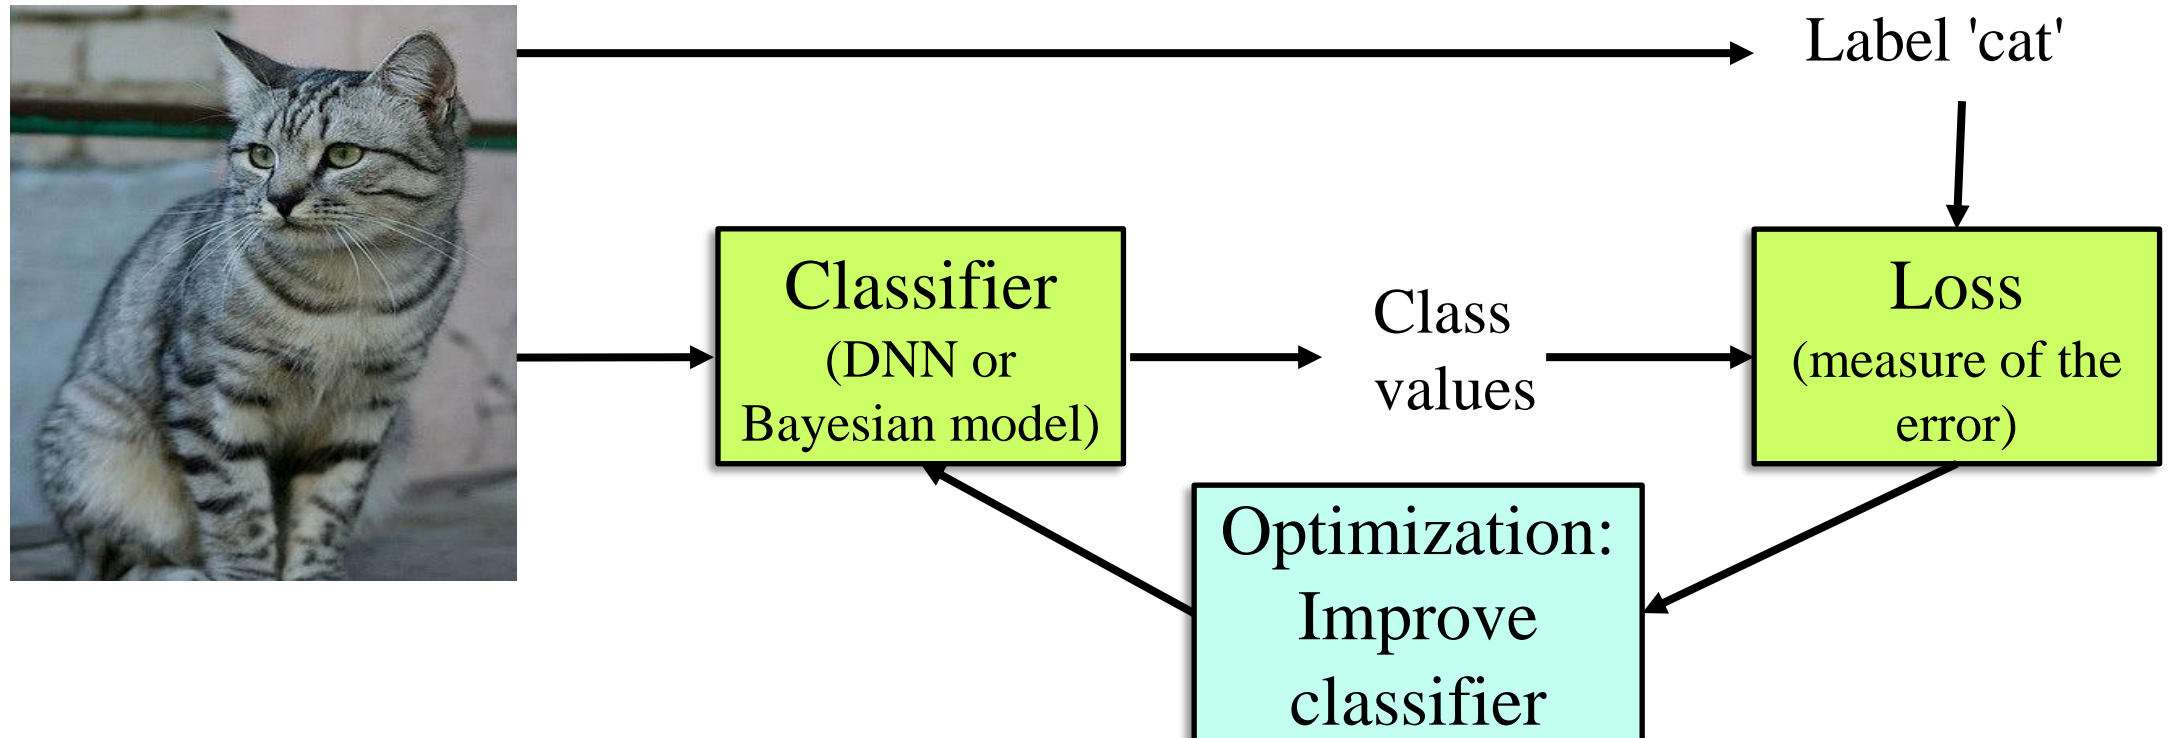 Label 'cat'
Classifier
(DNN or
Bayesian model)
Class
values
Loss
(measure of the
error)
Optimization:
Improve
classifier